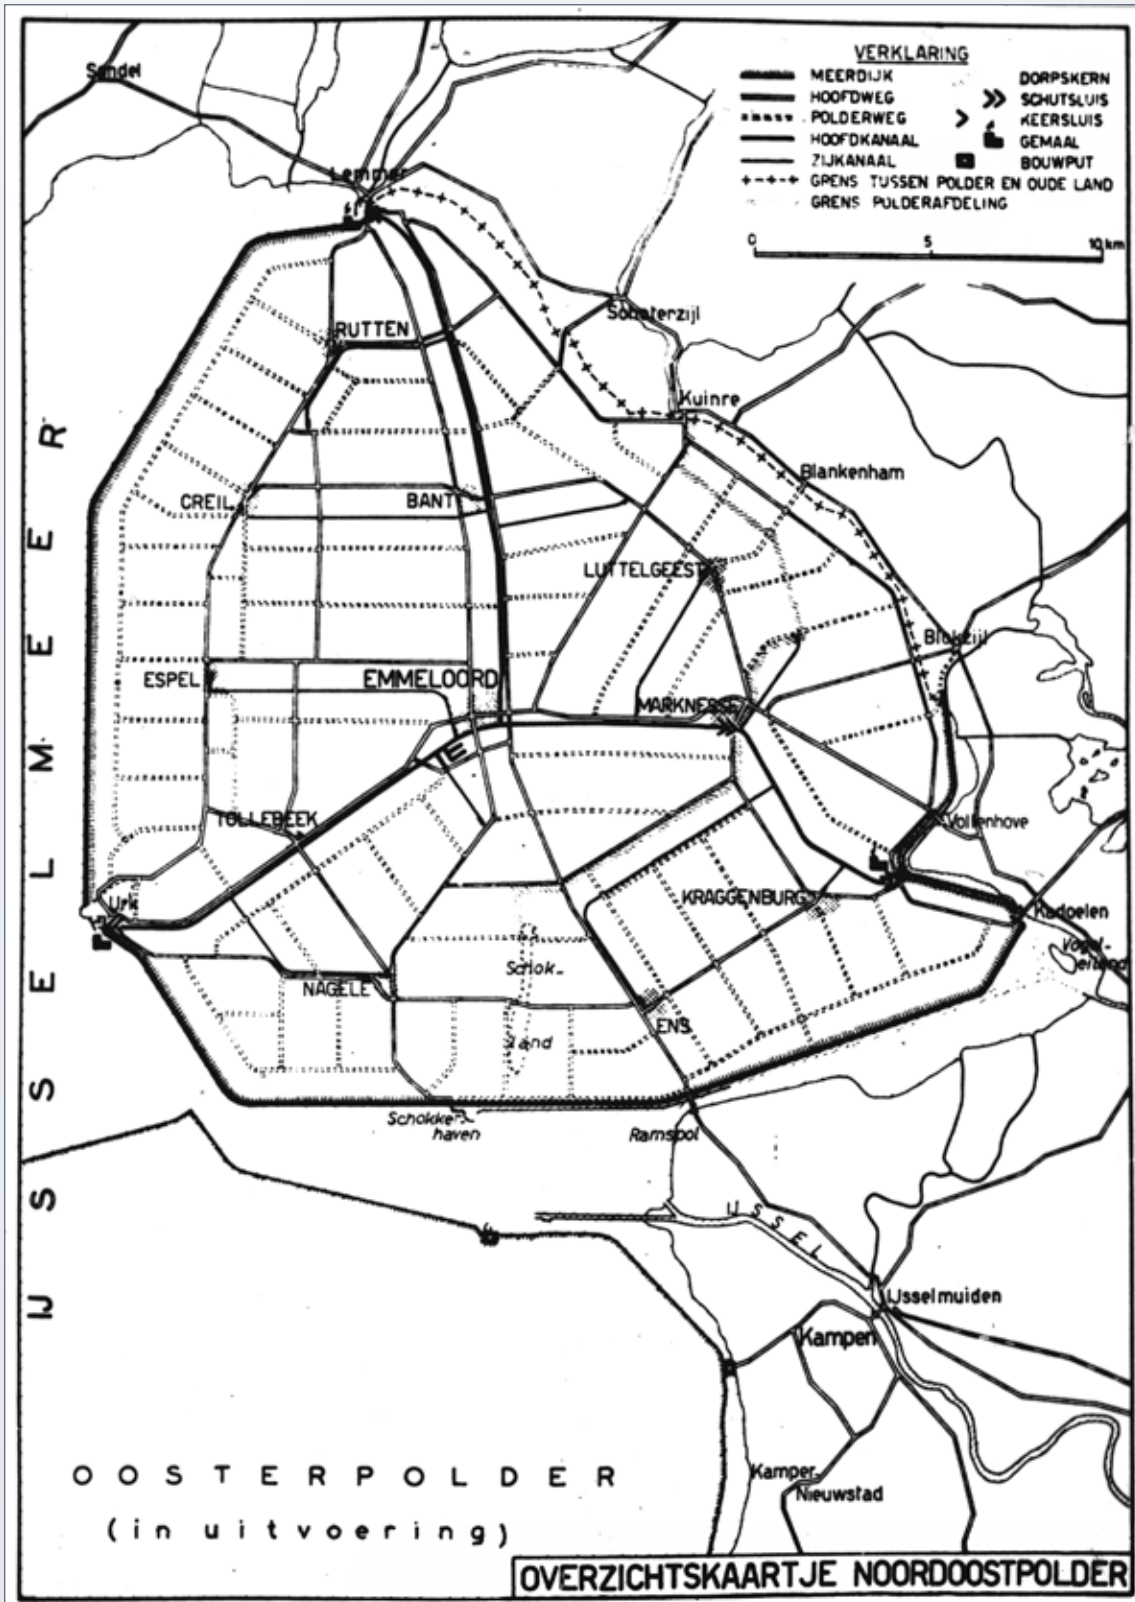 VERKLARING
MEERDIJK
HOOFDWEG
POLDERWEG
HOOFDKANAAL
ZIJKANAAL
GRENS TUSSEN POLDER EN OUDE LAND
GRENS POLDERAFDELING
DORPSKERN
SCHUTSLUIS
KEERSLUIS
GEMAAL
BOUWPUT
0 5 10 km
Sondel
Lemmer
Schoterzijl
RUTTEN
Kuinre
Blankenham
CREIL
BANT
LUTTELGEEST
Blokzijl
ESPEL
EMMELOORD
MARKNESSE
TOLLEBEEK
Vollenhove
Urk
KRAGGENBURG
Kadoelen
Vogel-
eiland
Schok-
land
NAGELE
ENS
Schokker-
haven
Ramspol
IJSSELMEER
IJSSEL
IJsselmuiden
Kampen
Kamper-
Nieuwstad
OOSTERPOLDER
(in uitvoering)
OVERZICHTSKAARTJE NOORDOOSTPOLDER